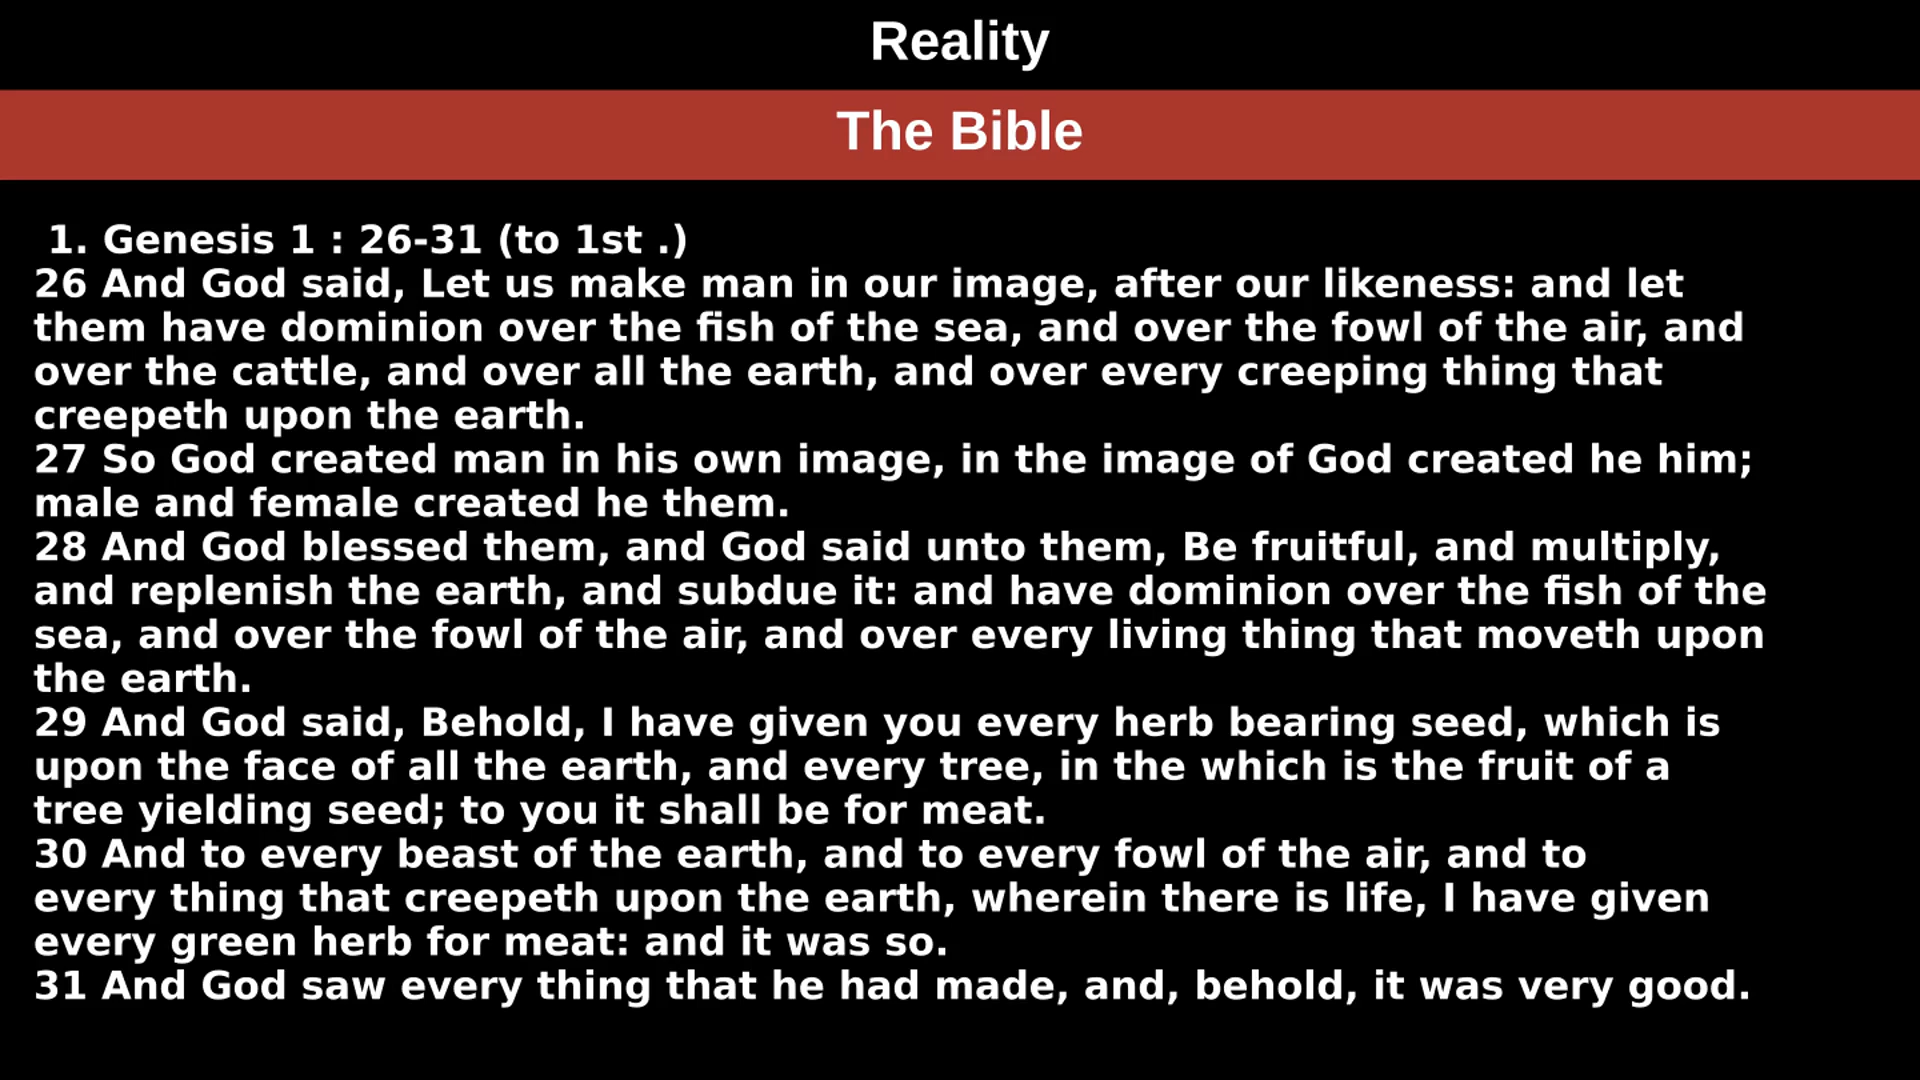 Reality
The Bible
1. Genesis 1 : 26-31 (to 1st .)
26 And God said, Let us make man in our image, after our likeness: and let
them have dominion over the fish of the sea, and over the fowl of the air, and
over the cattle, and over all the earth, and over every creeping thing that
creepeth upon the earth.
27 So God created man in his own image, in the image of God created he him;
male and female created he them.
28 And God blessed them, and God said unto them, Be fruitful, and multiply,
and replenish the earth, and subdue it: and have dominion over the fish of the
sea, and over the fowl of the air, and over every living thing that moveth upon
the earth.
29 And God said, Behold, I have given you every herb bearing seed, which is
upon the face of all the earth, and every tree, in the which is the fruit of a
tree yielding seed; to you it shall be for meat.
30 And to every beast of the earth, and to every fowl of the air, and to
every thing that creepeth upon the earth, wherein there is life, I have given
every green herb for meat: and it was so.
31 And God saw every thing that he had made, and, behold, it was very good.